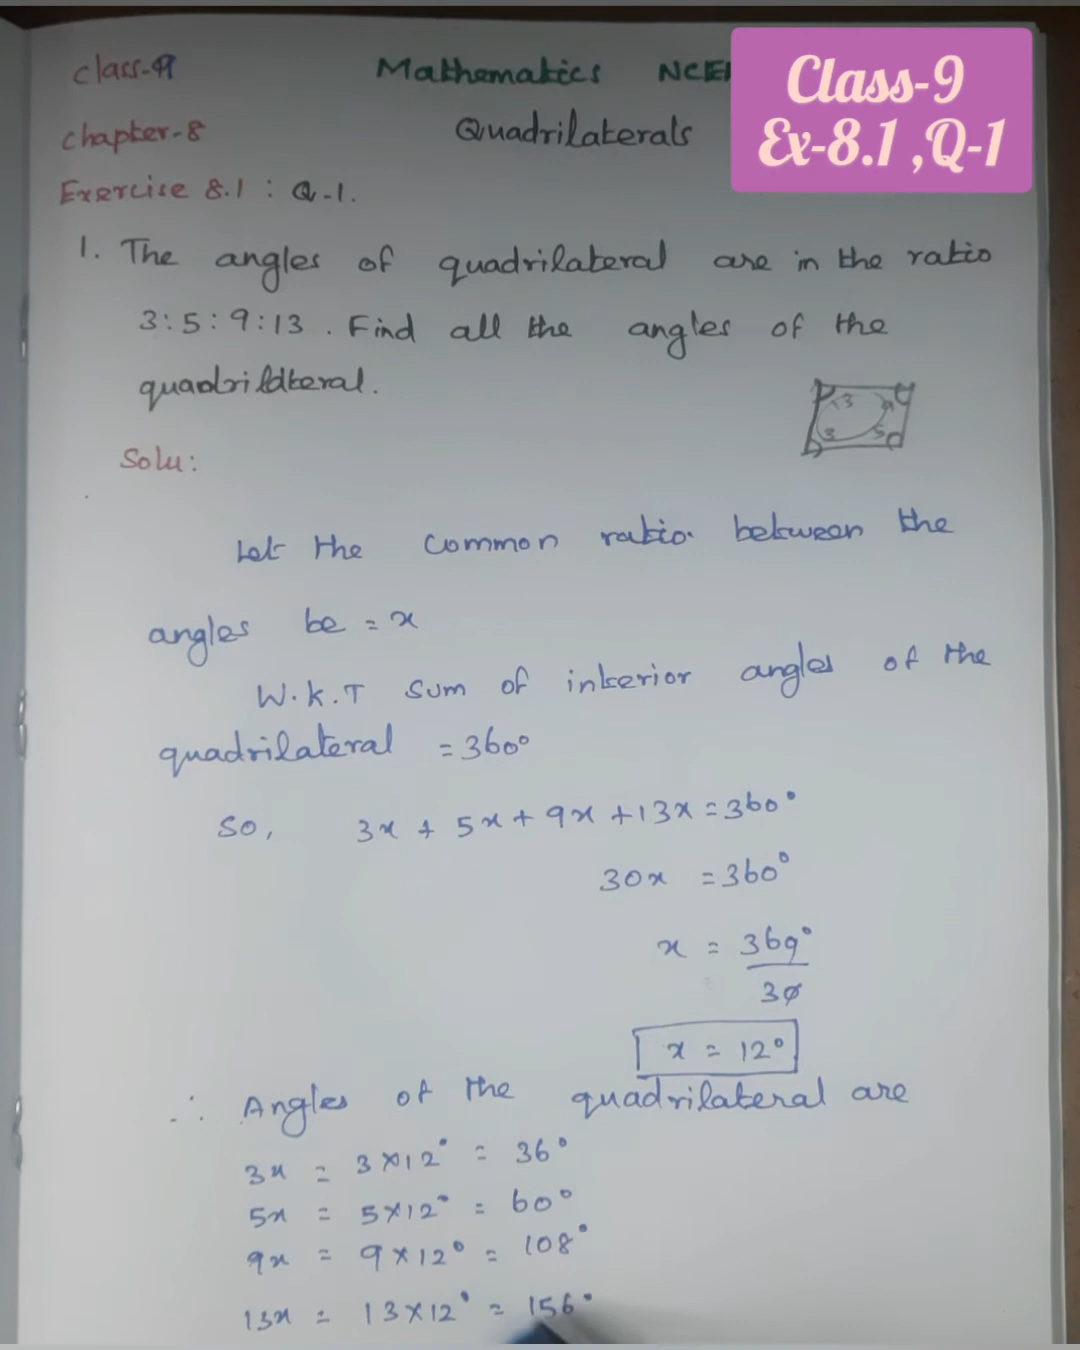 class-9
Mathematics NCE
Class-9
Ex-8.1 ,Q-1
chapter-8
Quadrilaterals
Exercise 8.1 : Q-1.
1. The angles of quadrilateral are in the ratio
3:5:9:13. Find all the angles of the
quadrilateral.
3
3
Solu:
Let the common ratio between the
angles be = x
W.K.T sum of interior angles of the
quadrilateral = 360°
So, 3x + 5x + 9x + 13x = 360°
30x = 360°
x = 360°
30
x = 12°
∴ Angles of the quadrilateral are
3x = 3×12° = 36°
5x = 5×12° = 60°
9x = 9×12° = 108°
13x = 13×12° = 156°